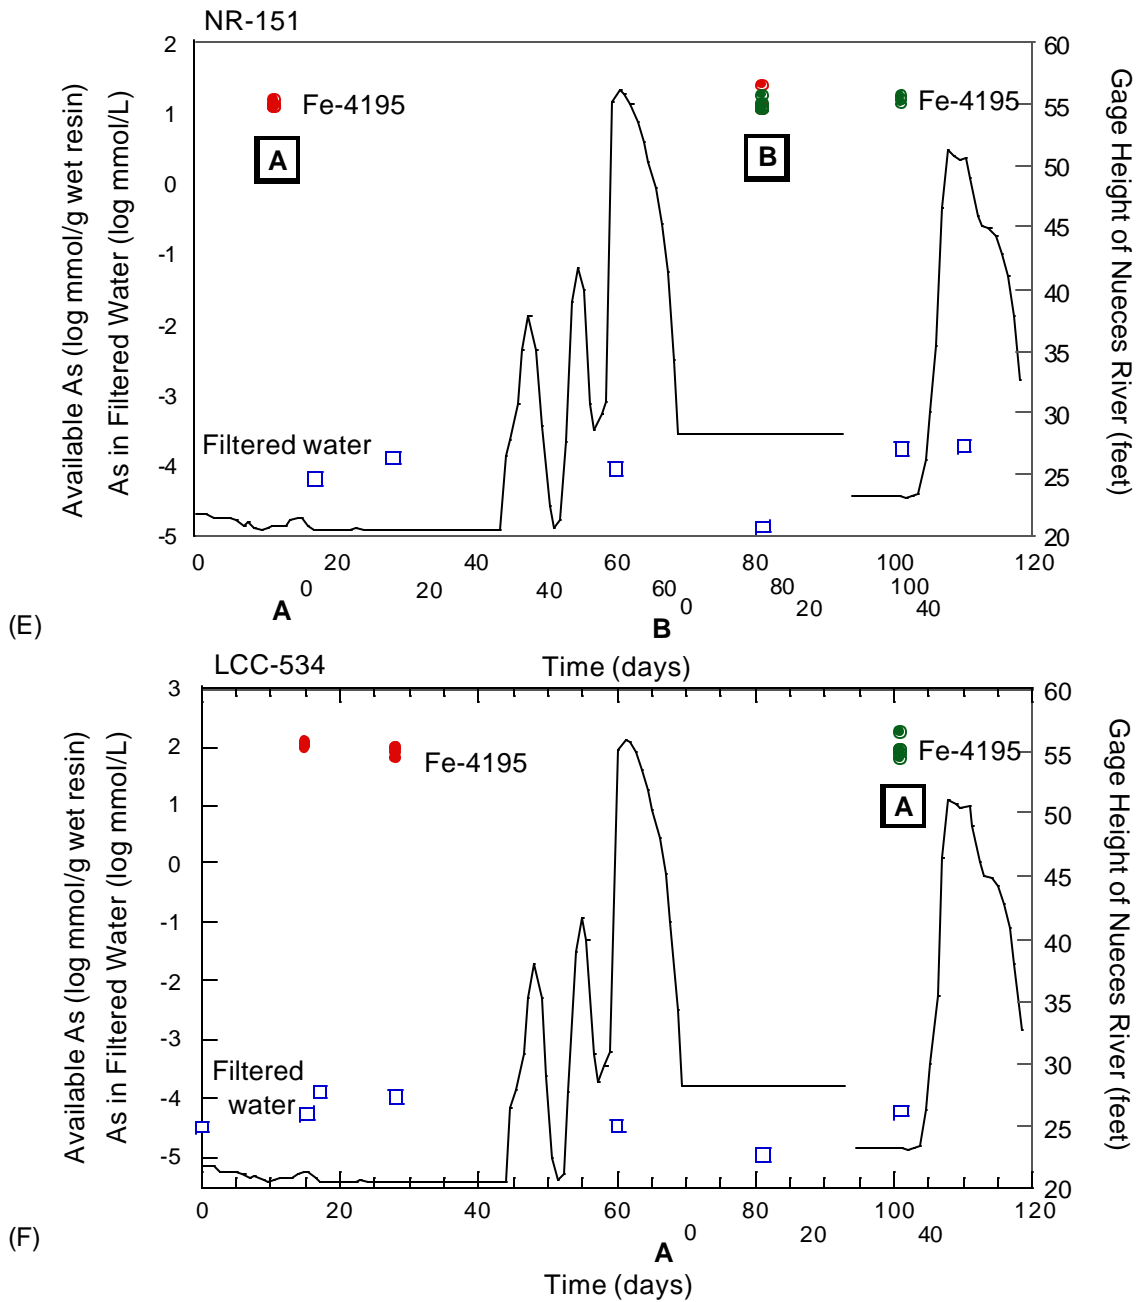 NR-151
Available As (log mmol/g wet resin)
As in Filtered Water (log mmol/L)
2
1
0
-1
-2
-3
-4
-5
Fe-4195
A
B
Fe-4195
Filtered water
60
55
50
45
40
35
30
25
20
Gage Height of Nueces River (feet)
0 20 40 60 80 100 120
A 0 20 40 60 80 100
B 0 20 40
(E)
Time (days)
LCC-534
Available As (log mmol/g wet resin)
As in Filtered Water (log mmol/L)
3
2
1
0
-1
-2
-3
-4
-5
Fe-4195
Fe-4195
A
Filtered
water
60
55
50
45
40
35
30
25
20
Gage Height of Nueces River (feet)
0 20 40 60 80 100 120
A 0 20 40
(F)
Time (days)